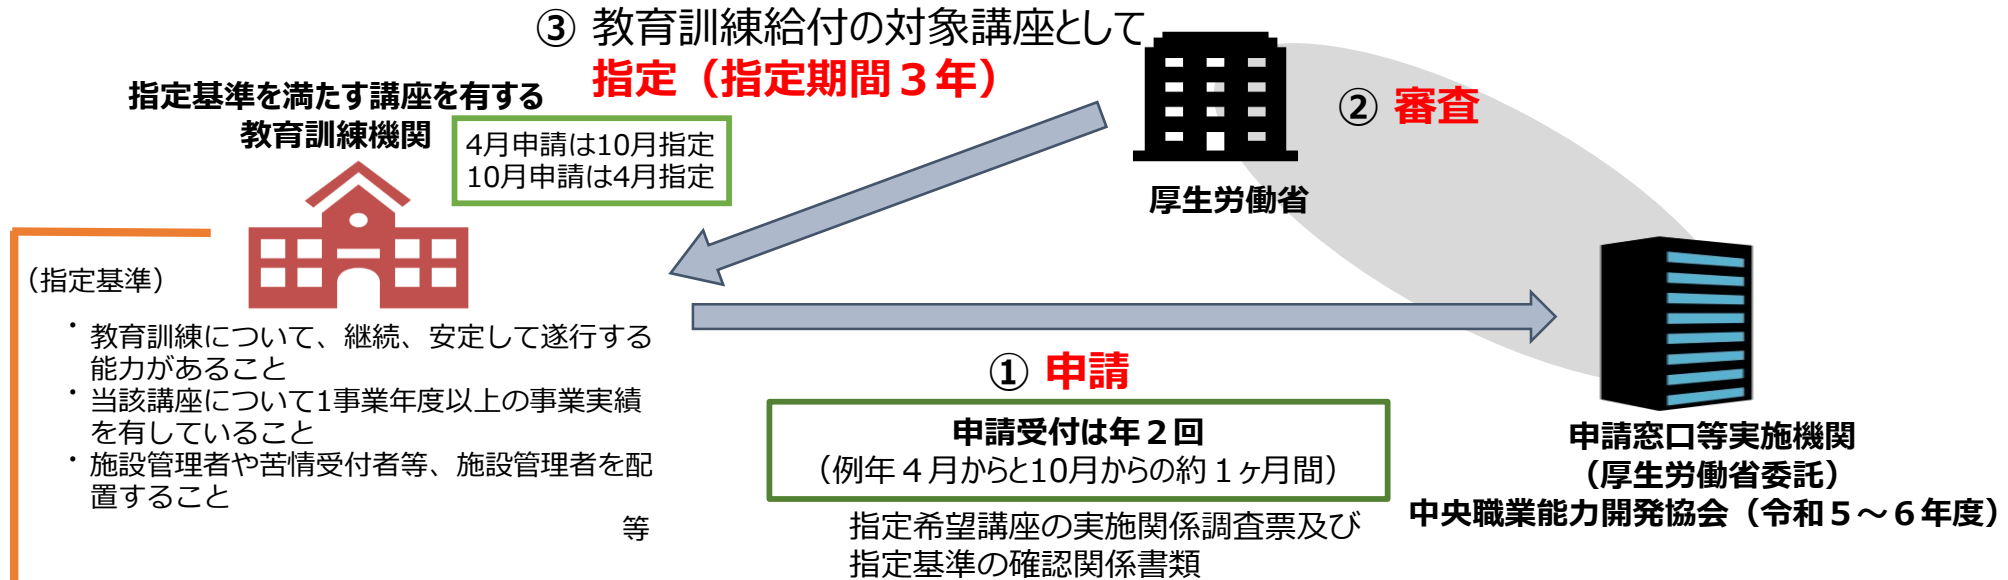 ③ 教育訓練給付の対象講座として
指定（指定期間３年）
指定基準を満たす講座を有する
教育訓練機関
4月申請は10月指定
10月申請は4月指定
② 審査
厚生労働省
（指定基準）
・教育訓練について、継続、安定して遂行する
能力があること
・当該講座について1事業年度以上の事業実績
を有していること
・施設管理者や苦情受付者等、施設管理者を配
置すること
等
① 申請
申請受付は年２回
（例年４月からと10月からの約１ヶ月間）
指定希望講座の実施関係調査票及び
指定基準の確認関係書類
申請窓口等実施機関
（厚生労働省委託）
中央職業能力開発協会（令和５～６年度）